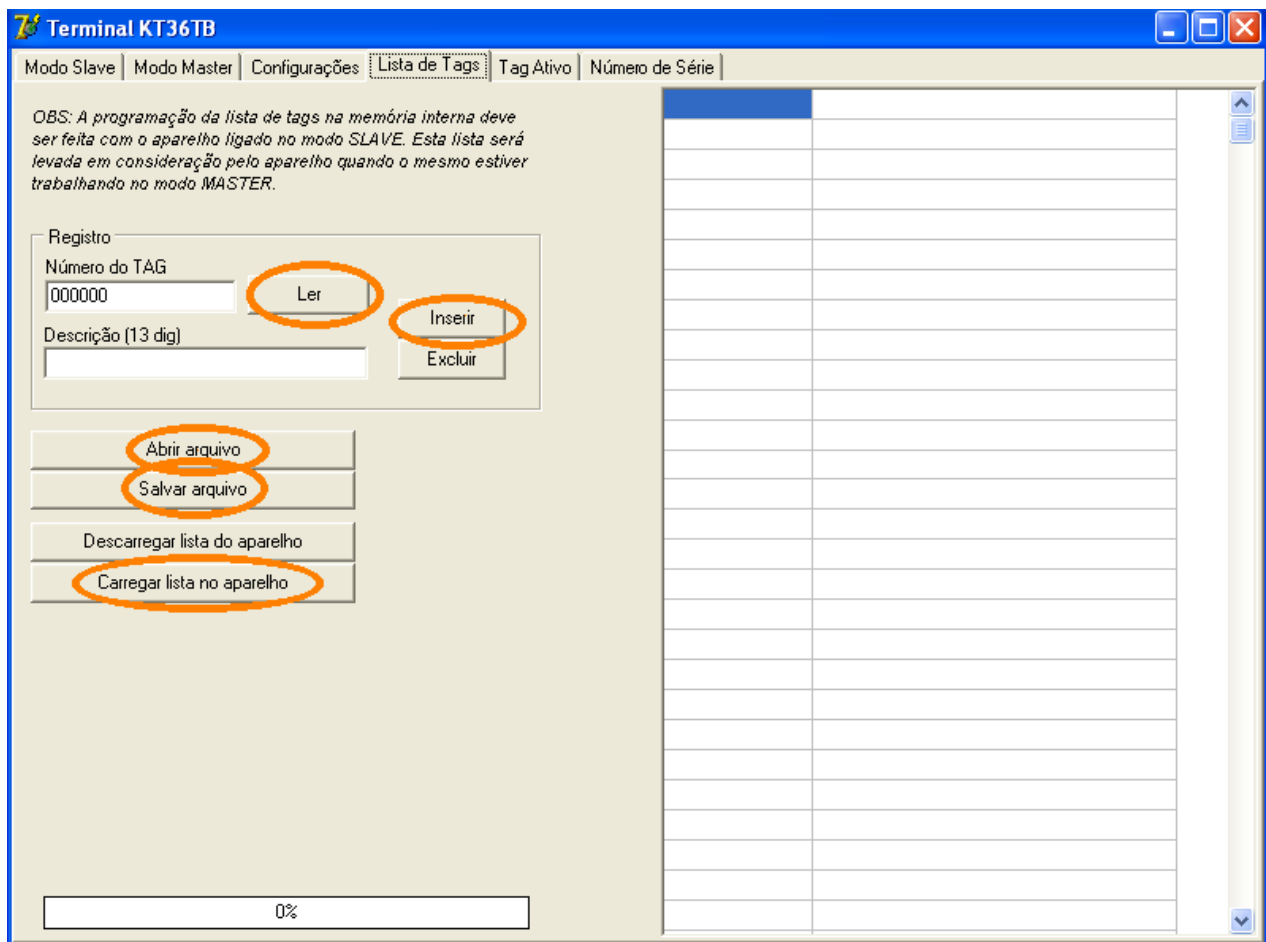 Terminal KT36TB
Modo Slave Modo Master Configurações Lista de Tags Tag Ativo Número de Série
OBS: A programação da lista de tags na memória interna deve
ser feita com o aparelho ligado no modo SLAVE. Esta lista será
levada em consideração pelo aparelho quando o mesmo estiver
trabalhando no modo MASTER.
Registro
Número do TAG
000000
Ler
Inserir
Descrição (13 dig)
Excluir
Abrir arquivo
Salvar arquivo
Descarregar lista do aparelho
Carregar lista no aparelho
0%